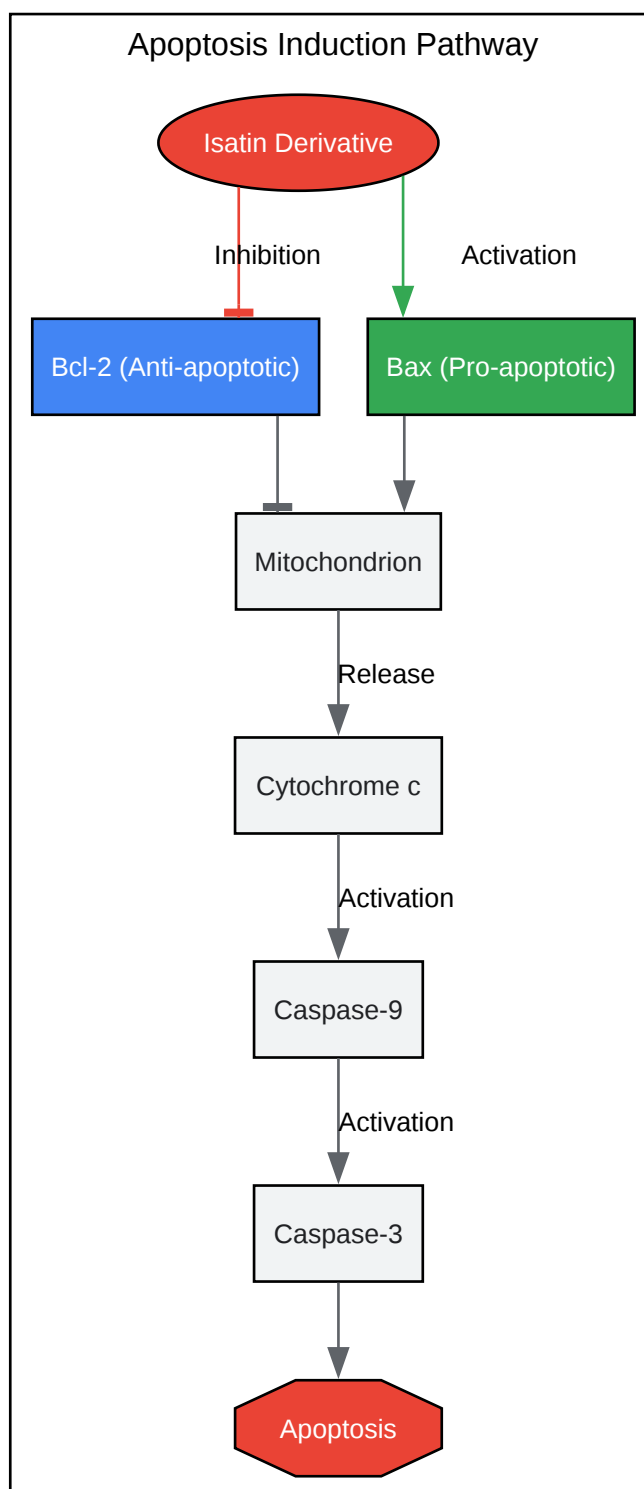 Apoptosis Induction Pathway
Isatin Derivative
Inhibition
Activation
Bcl-2 (Anti-apoptotic)
Bax (Pro-apoptotic)
Mitochondrion
Release
Cytochrome c
Activation
Caspase-9
Activation
Caspase-3
Apoptosis